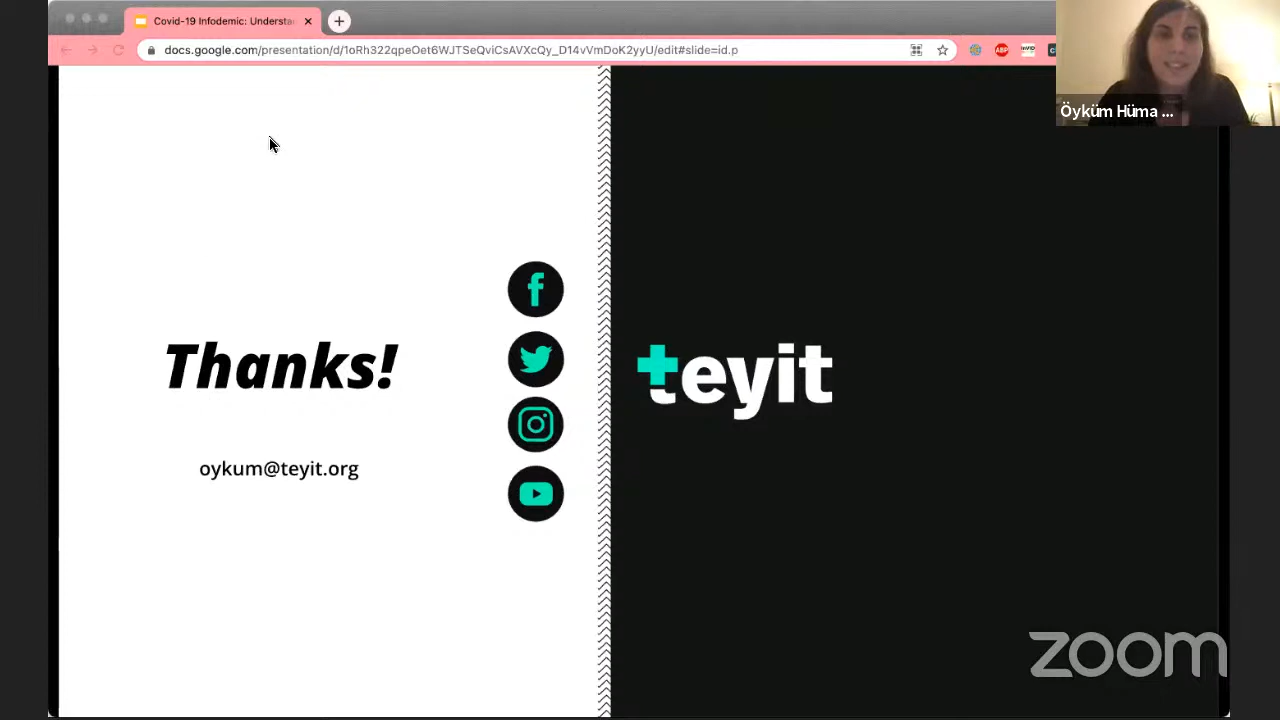 Covid-19 Infodemic: Understa
docs.google.com/presentation/d/1oRh322qpeOet6WJTSeQviCsAVXcQy_D14vVmDoK2yyU/edit#slide=id.p
ABP
Öyküm Hüma ...
Thanks!
oykum@teyit.org
teyit
zoom